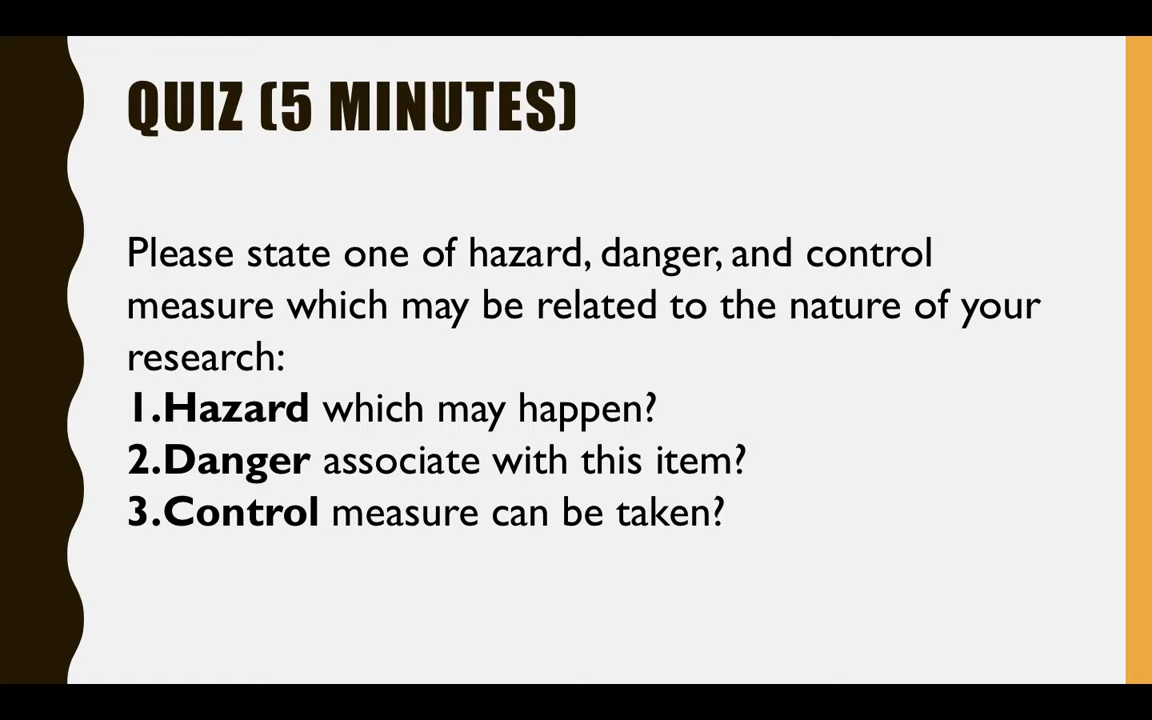 QUIZ (5 MINUTES)
Please state one of hazard, danger, and control
measure which may be related to the nature of your
research:
1.Hazard which may happen?
2.Danger associate with this item?
3.Control measure can be taken?